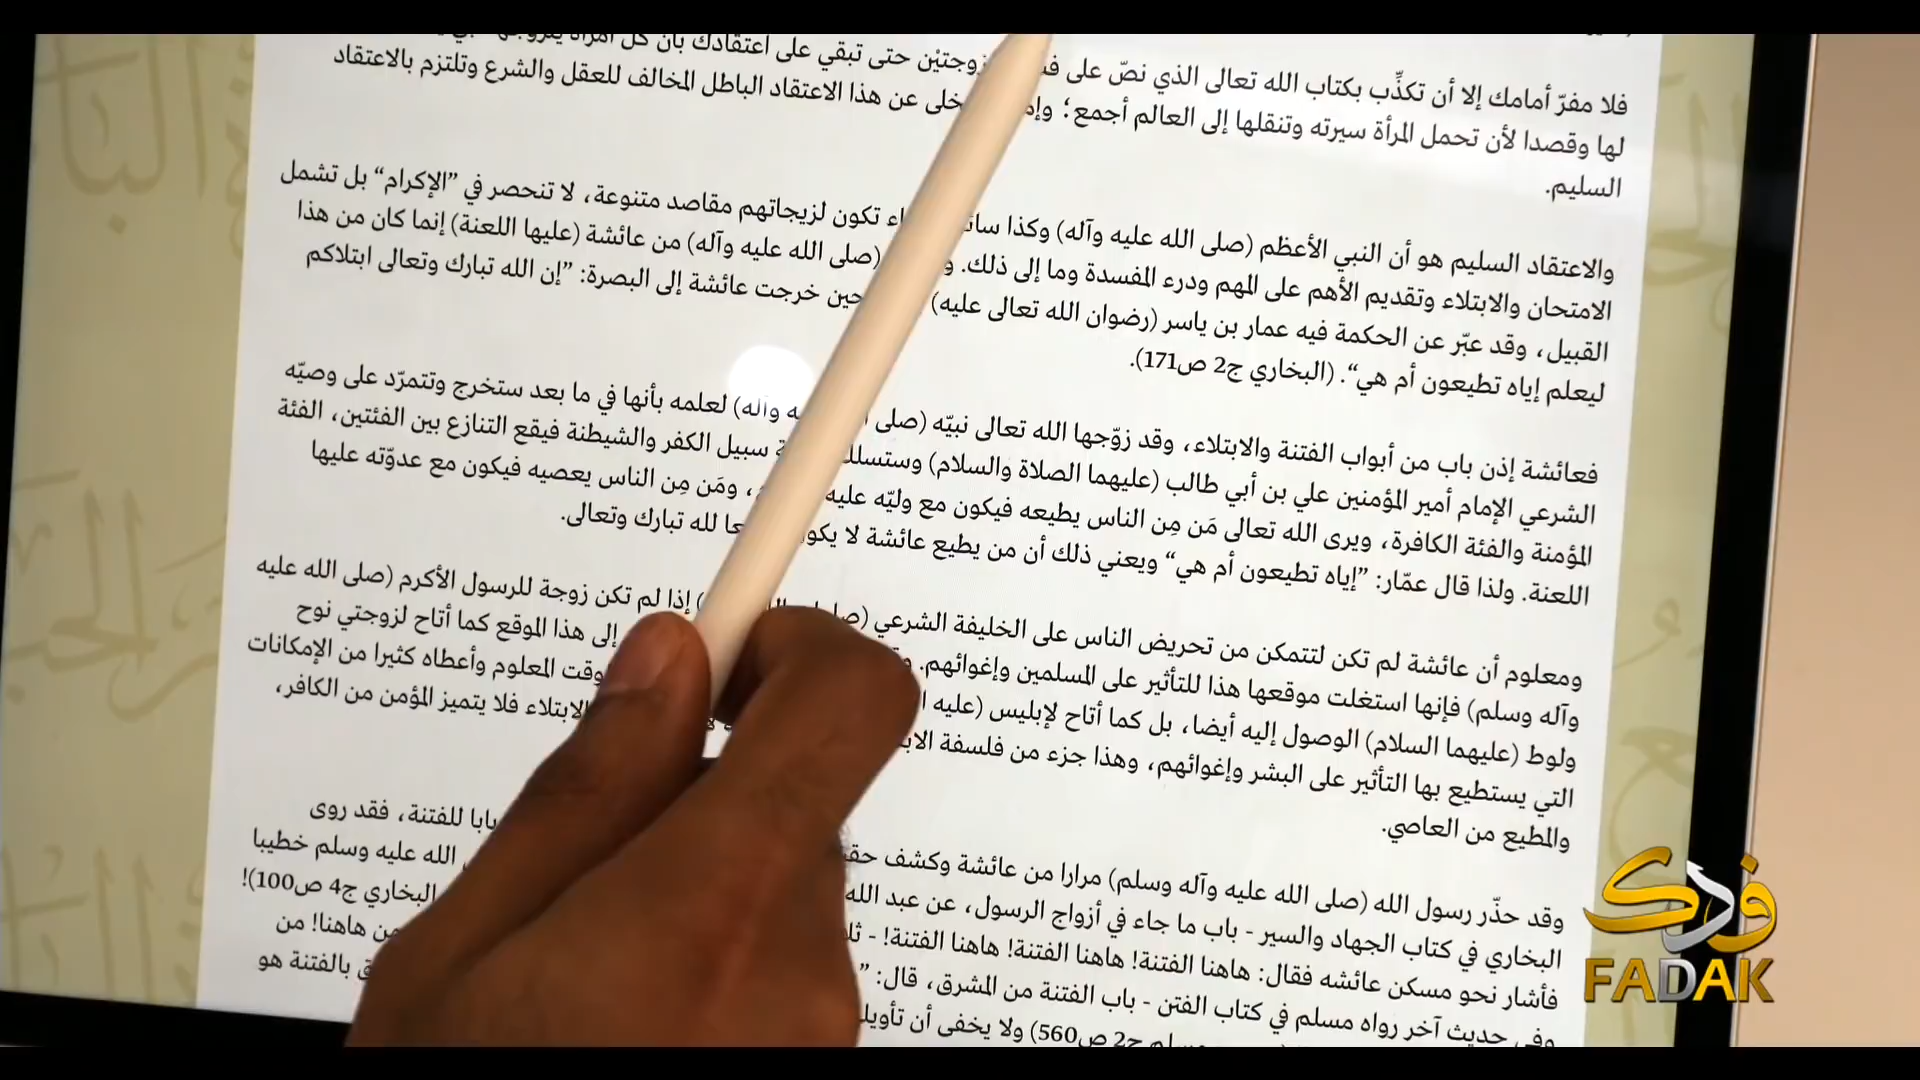 فلا مفرّ أمامك إلا أن تكذِّب بكتاب الله تعالى الذي نصّ على زوجتيْن حتى تبقي على اعتقادك بأن كل امرأة
لها وقصدا لأن تحمل المرأة سيرته وتنقلها إلى العالم أجمع؛ عن هذا الاعتقاد الباطل المخالف للعقل والشرع وتلتزم بالاعتقاد
السليم.
والاعتقاد السليم هو أن النبي الأعظم (صلى الله عليه وآله) وكذا تكون لزيجاتهم مقاصد متنوعة، لا تنحصر في ”الإكرام“ بل تشمل
الامتحان والابتلاء وتقديم الأهم على المهم ودرء المفسدة وما إلى ذلك. (صلى الله عليه وآله) من عائشة (عليها اللعنة) إنما كان من هذا
القبيل، وقد عبّر عن الحكمة فيه عمار بن ياسر (رضوان الله تعالى عليه) حين خرجت عائشة إلى البصرة: ”إن الله تبارك وتعالى ابتلاكم
ليعلم إياه تطيعون أم هي“. (البخاري ج2 ص171).
فعائشة إذن باب من أبواب الفتنة والابتلاء، وقد زوّجها الله تعالى نبيّه (صلى وآله) لعلمه بأنها في ما بعد ستخرج وتتمرّد على وصيّه
الشرعي الإمام أمير المؤمنين علي بن أبي طالب (عليهما الصلاة والسلام) وستسلك سبيل الكفر والشيطنة فيقع التنازع بين الفئتين، الفئة
المؤمنة والفئة الكافرة، ويرى الله تعالى مَن مِن الناس يطيعه فيكون مع وليّه عليه ، ومَن مِن الناس يعصيه فيكون مع عدوّته عليها
اللعنة. ولذا قال عمّار: ”إياه تطيعون أم هي“ ويعني ذلك أن من يطيع عائشة لا لله تبارك وتعالى.
ومعلوم أن عائشة لم تكن لتتمكن من تحريض الناس على الخليفة الشرعي إذا لم تكن زوجة للرسول الأكرم (صلى الله عليه
وآله وسلم) فإنها استغلت موقعها هذا للتأثير على المسلمين وإغوائهم. إلى هذا الموقع كما أتاح لزوجتي نوح
ولوط (عليهما السلام) الوصول إليه أيضا، بل كما أتاح لإبليس (عليه المعلوم وأعطاه كثيرا من الإمكانات
التي يستطيع بها التأثير على البشر وإغوائهم، وهذا جزء من فلسفة الابتلاء فلا يتميز المؤمن من الكافر،
والمطيع من العاصي.
وقد حذّر رسول الله (صلى الله عليه وآله وسلم) مرارا من عائشة وكشف بابا للفتنة، فقد روى
البخاري في كتاب الجهاد والسير - باب ما جاء في أزواج الرسول، عن عبد الله الله عليه وسلم خطيبا
فأشار نحو مسكن عائشه فقال: هاهنا الفتنة! هاهنا الفتنة! هاهنا الفتنة! - البخاري ج4 ص100)!
وفي حديث آخر رواه مسلم في كتاب الفتن - باب الفتنة من المشرق، قال: ” من هاهنا! من
مسلم ج2 ص560) ولا يخفى أن بالفتنة هو
فدك
FADAK